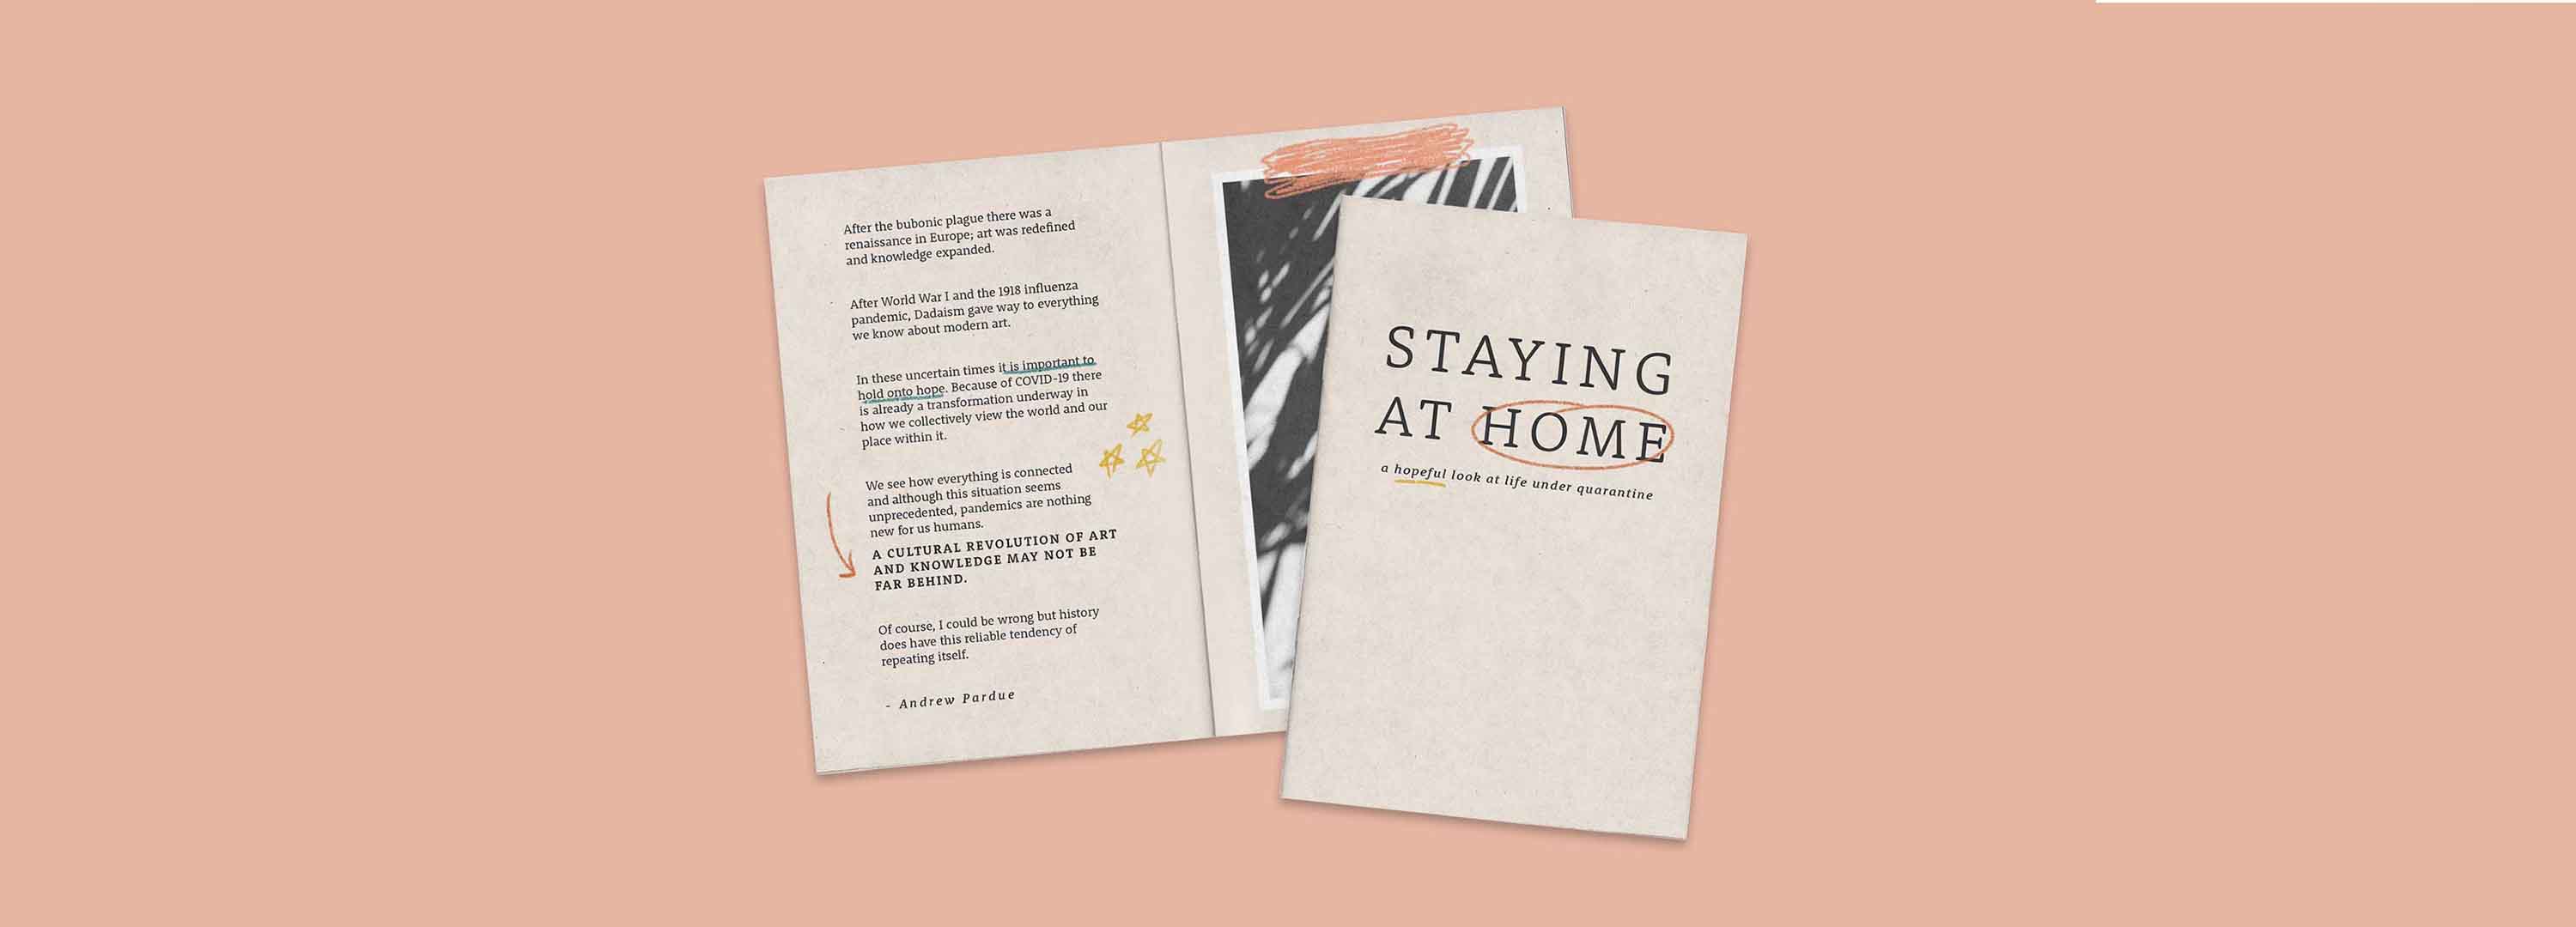 After the bubonic plague there was a
renaissance in Europe; art was redefined
and knowledge expanded.
After World War I and the 1918 influenza
pandemic, Dadaism gave way to everything
we know about modern art.
In these uncertain times it is important to
hold onto hope. Because of COVID-19 there
is already a transformation underway in
how we collectively view the world and our
place within it.
We see how everything is connected
and although this situation seems
unprecedented, pandemics are nothing
new for us humans.
A CULTURAL REVOLUTION OF ART
AND KNOWLEDGE MAY NOT BE
FAR BEHIND.
Of course, I could be wrong but history
does have this reliable tendency of
repeating itself.
- Andrew Pardue
STAYING
AT HOME
a hopeful look at life under quarantine